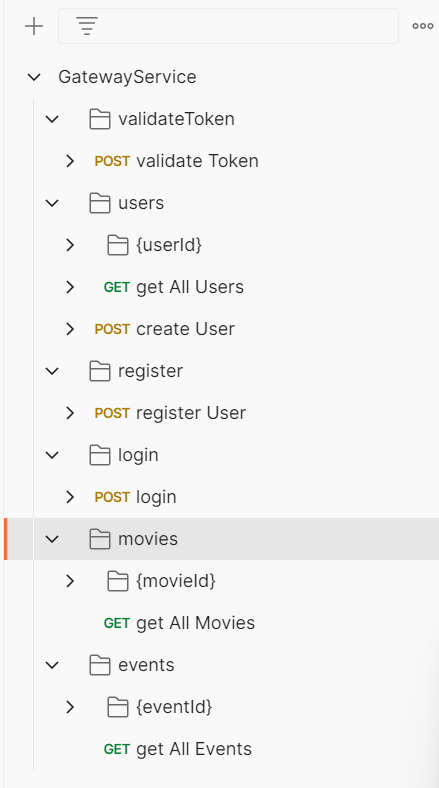 GatewayService
validateToken
POST validate Token
users
{userId}
GET get All Users
POST create User
register
POST register User
login
POST login
movies
{movieId}
GET get All Movies
events
{eventId}
GET get All Events